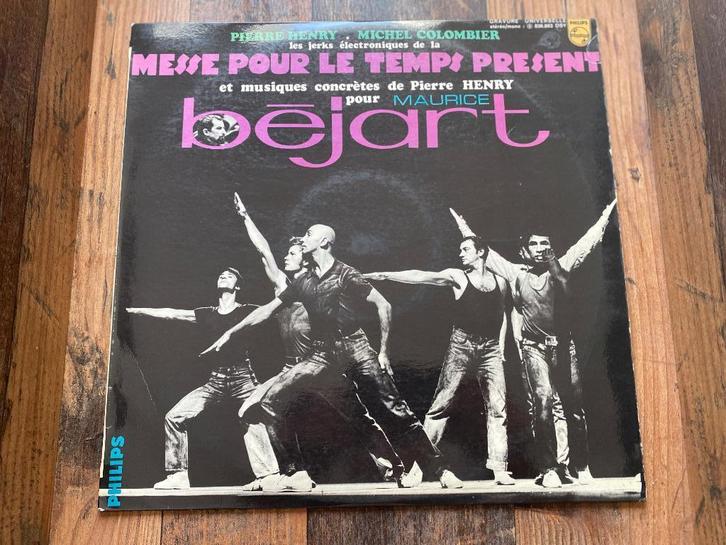 PIERRE HENRY . MICHEL COLOMBIER
GRAVURE UNIVERSELLE
les jerks électroniques de la
MESSE POUR LE TEMPS PRESENT
et musiques concrètes de Pierre HENRY
pour MAURICE
béjart
PHILIPS
PHILIPS